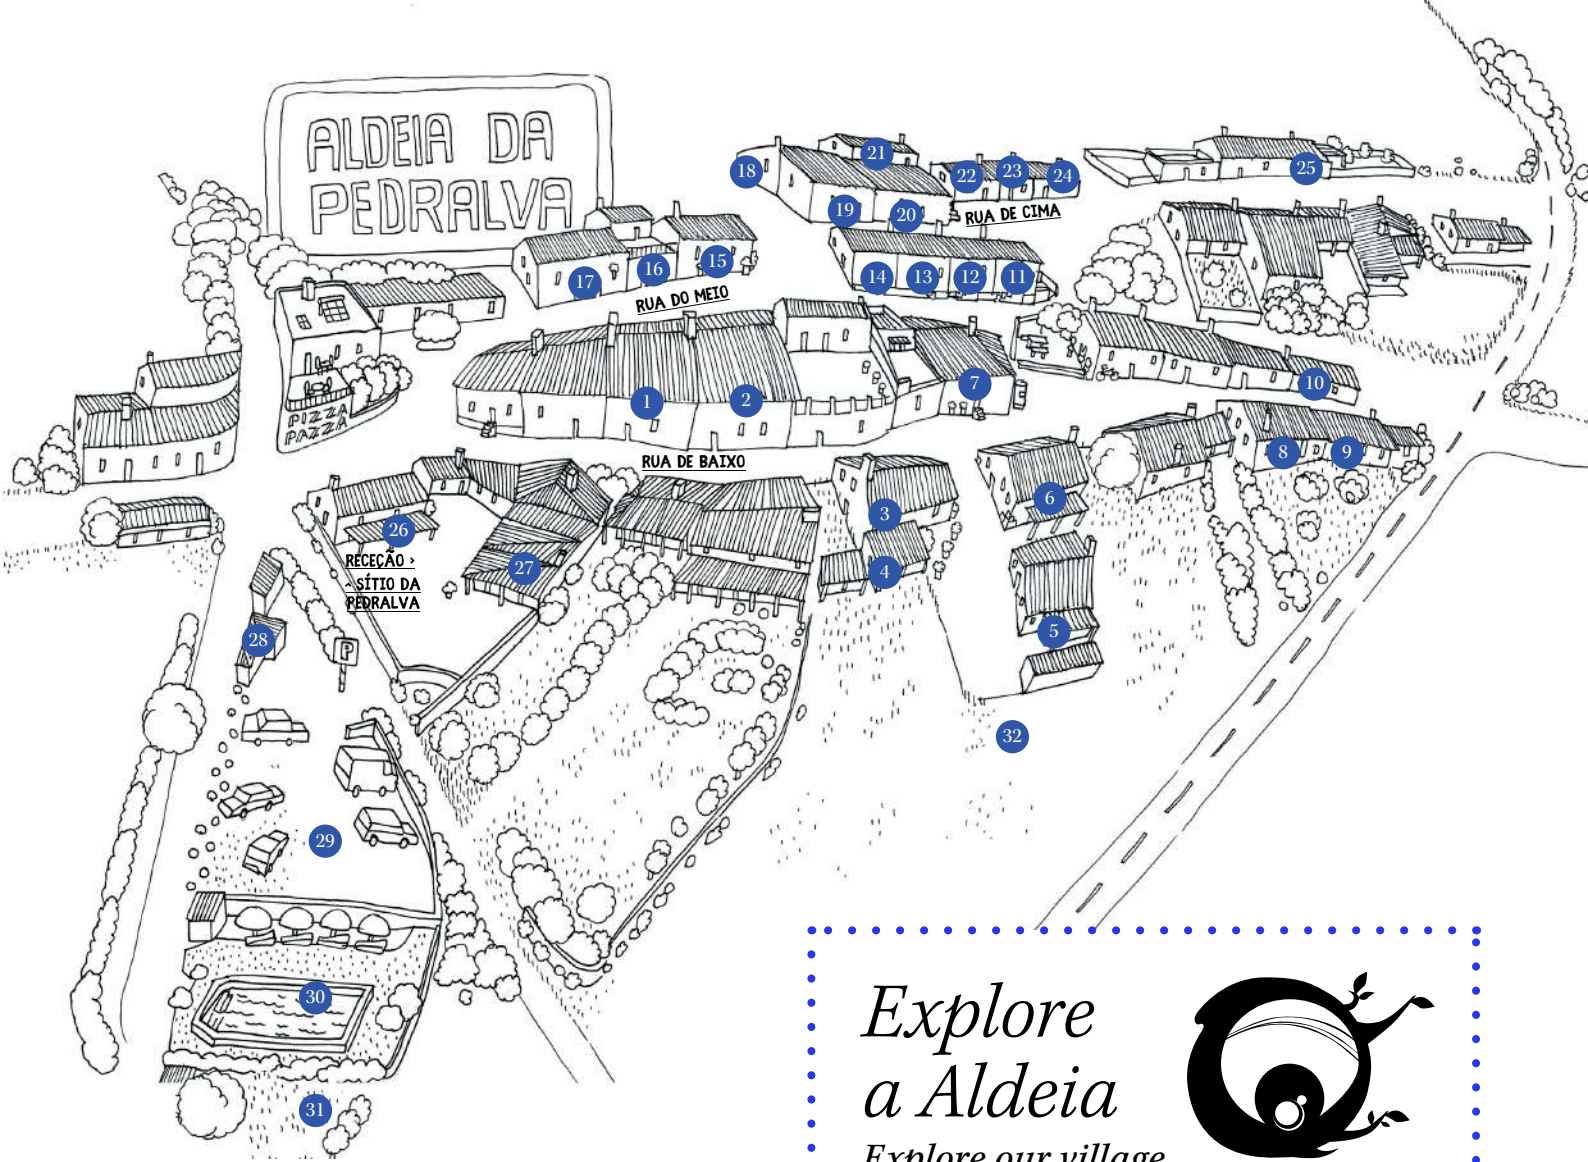 ALDEIA DA
PEDRALVA
18
21
22
23
24
25
19
20
RUA DE CIMA
17
16
15
RUA DO MEIO
14
13
12
11
PIZZA
PAZZA
1
2
7
10
RUA DE BAIXO
8
9
26
RECEÇÃO ›
^ SÍTIO DA
PEDRALVA
27
3
4
6
5
28
P
32
29
30
31
Explore
a Aldeia
Explore our village